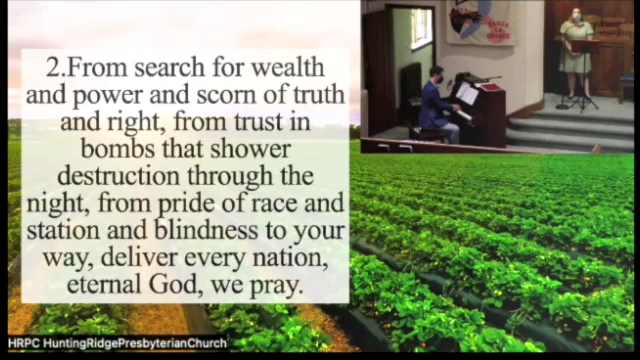 2.From search for wealth
and power and scorn of truth
and right, from trust in
bombs that shower
destruction through the
night, from pride of race and
station and blindness to your
way, deliver every nation,
eternal God, we pray.
HRPC HuntingRidgePresbyterianChurch